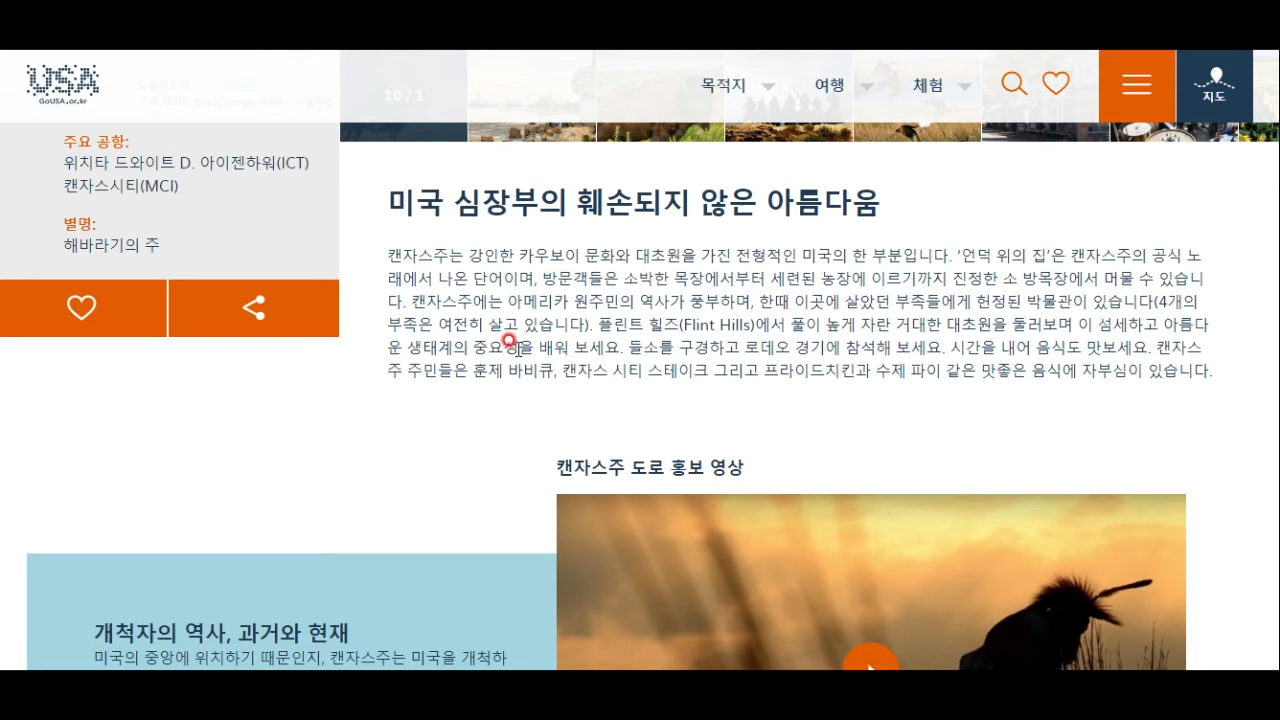 USA
GoUSA.or.kr
10 / 1
목적지
여행
체험
지도
주요 공항:
위치타 드와이트 D. 아이젠하워(ICT)
캔자스시티(MCI)
별명:
해바라기의 주
미국 심장부의 훼손되지 않은 아름다움
캔자스주는 강인한 카우보이 문화와 대초원을 가진 전형적인 미국의 한 부분입니다. ‘언덕 위의 집’은 캔자스주의 공식 노
래에서 나온 단어이며, 방문객들은 소박한 목장에서부터 세련된 농장에 이르기까지 진정한 소 방목장에서 머물 수 있습니
다. 캔자스주에는 아메리카 원주민의 역사가 풍부하며, 한때 이곳에 살았던 부족들에게 헌정된 박물관이 있습니다(4개의
부족은 여전히 살고 있습니다). 플린트 힐즈(Flint Hills)에서 풀이 높게 자란 거대한 대초원을 둘러보며 이 섬세하고 아름다
운 생태계의 중요성을 배워 보세요. 들소를 구경하고 로데오 경기에 참석해 보세요. 시간을 내어 음식도 맛보세요. 캔자스
주 주민들은 훈제 바비큐, 캔자스 시티 스테이크 그리고 프라이드치킨과 수제 파이 같은 맛좋은 음식에 자부심이 있습니다.
캔자스주 도로 홍보 영상
개척자의 역사, 과거와 현재
미국의 중앙에 위치하기 때문인지, 캔자스주는 미국을 개척하